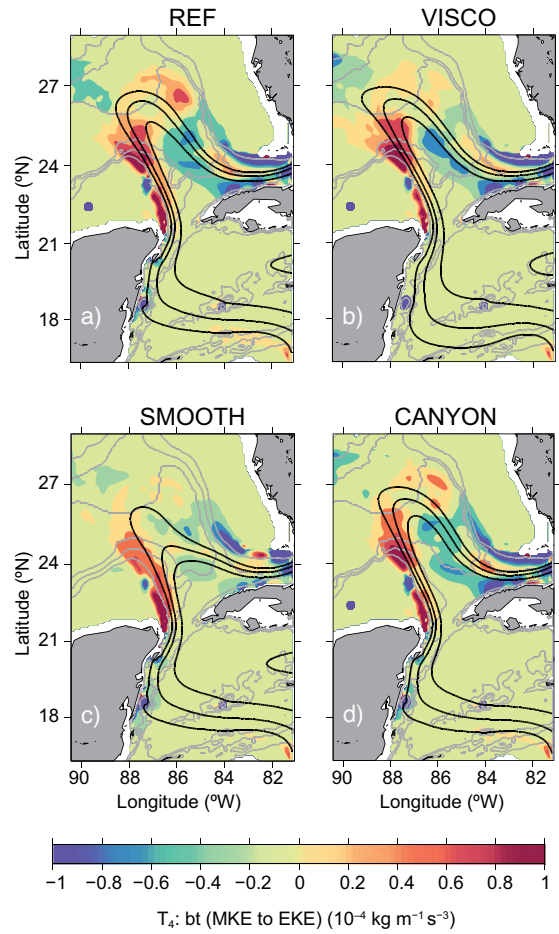 REF
VISCO
27
24
21
18
Latitude (ºN)
a)
b)
SMOOTH
CANYON
27
24
21
18
Latitude (ºN)
c)
d)
90 88 86 84 82
90 88 86 84 82
Longitude (ºW)
Longitude (ºW)
−1 −0.8 −0.6 −0.4 −0.2 0 0.2 0.4 0.6 0.8 1
T₄: bt (MKE to EKE) (10⁻⁴ kg m⁻¹ s⁻³)